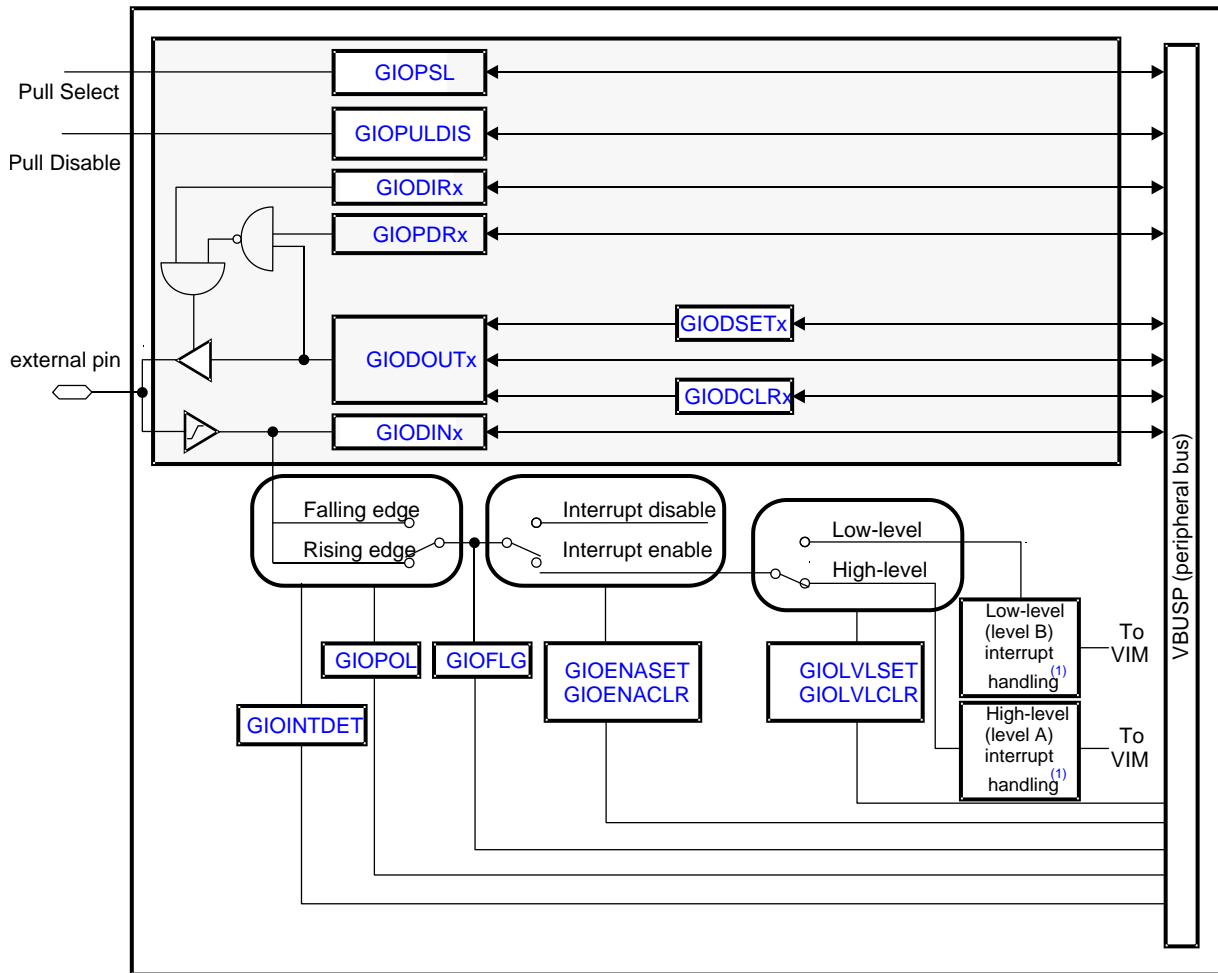 GIOPSL
Pull Select
GIOPULDIS
Pull Disable
GIODIRx
GIOPDRx
GIODSETx
external pin
GIODOUTx
GIODCLRx
GIODINx
VBUSP (peripheral bus)
Falling edge
Rising edge
Interrupt disable
Interrupt enable
Low-level
High-level
Low-level
(level B)
interrupt
handling(1)
To
VIM
GIOPOL
GIOFLG
GIOENASET
GIOENACLR
GIOLVLSET
GIOLVLCLR
GIOINTDET
High-level
(level A)
interrupt
handling(1)
To
VIM